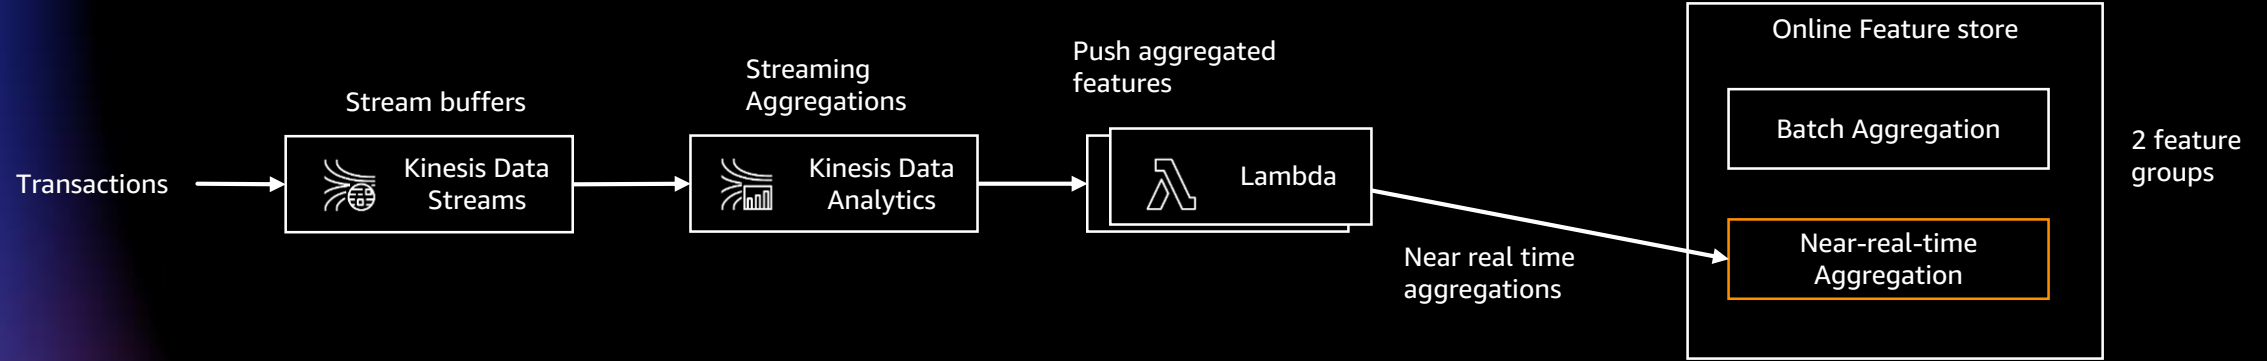 Transactions
Stream buffers
Kinesis Data
Streams
Streaming
Aggregations
Kinesis Data
Analytics
Push aggregated
features
Lambda
Near real time
aggregations
Online Feature store
Batch Aggregation
Near-real-time
Aggregation
2 feature
groups